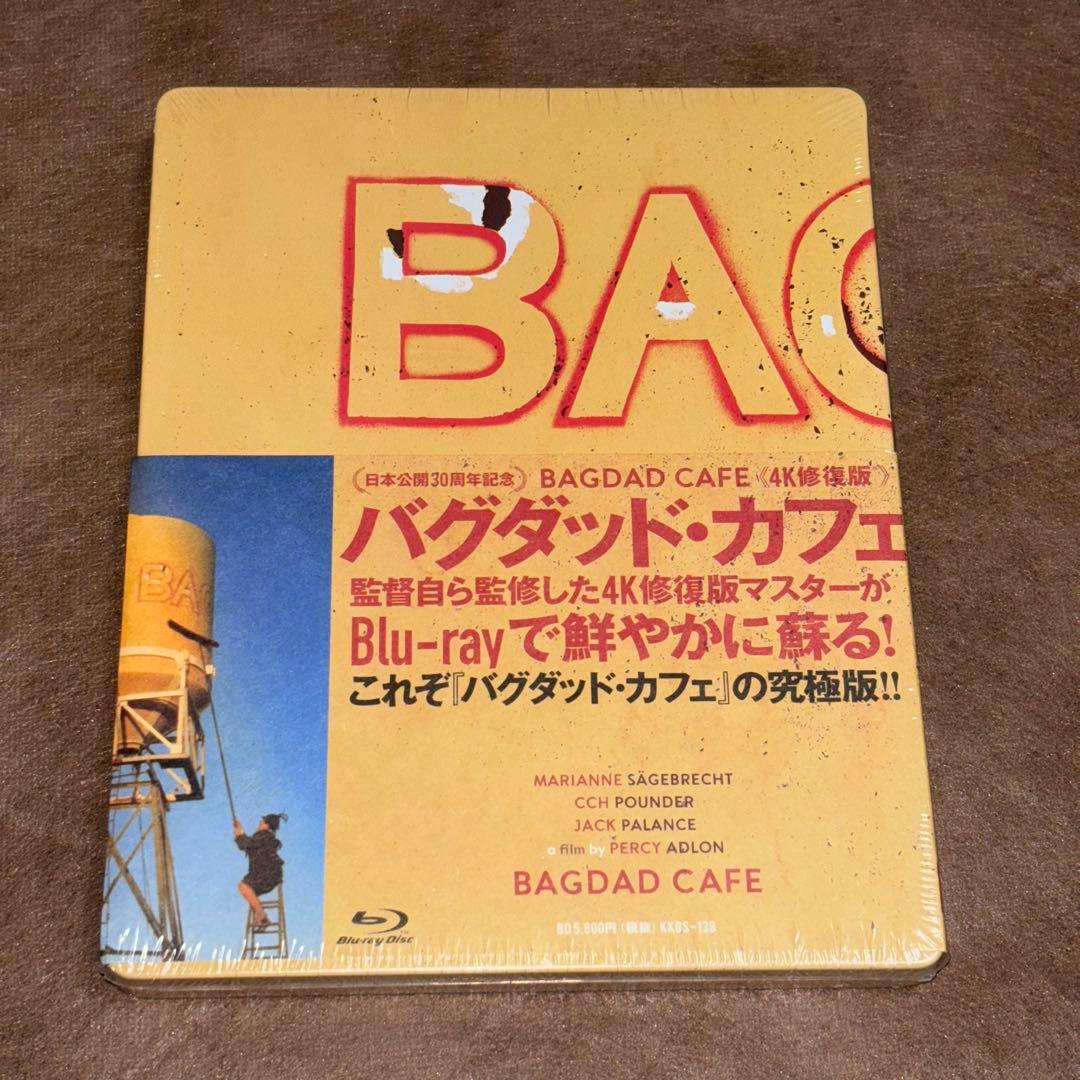 BAG
《日本公開30周年記念》 BAGDAD CAFE《4K修復版》
バグダッド・カフェ
監督自ら監修した4K修復版マスターが
Blu-rayで鮮やかに蘇る!
これぞ『バグダッド・カフェ』の究極版!!
BAG
MARIANNE SÄGEBRECHT
CCH POUNDER
JACK PALANCE
a film by PERCY ADLON
BAGDAD CAFE
Blu-ray Disc
BD5,800円(税抜) KKBS-138